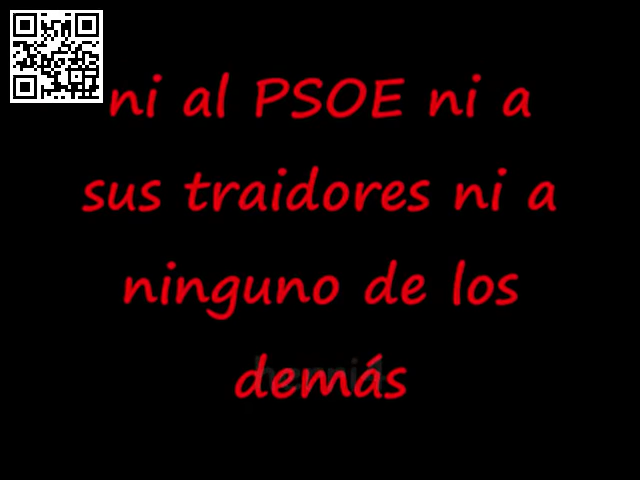 ni al PSOE ni a
sus traidores ni a
ninguno de los
demás